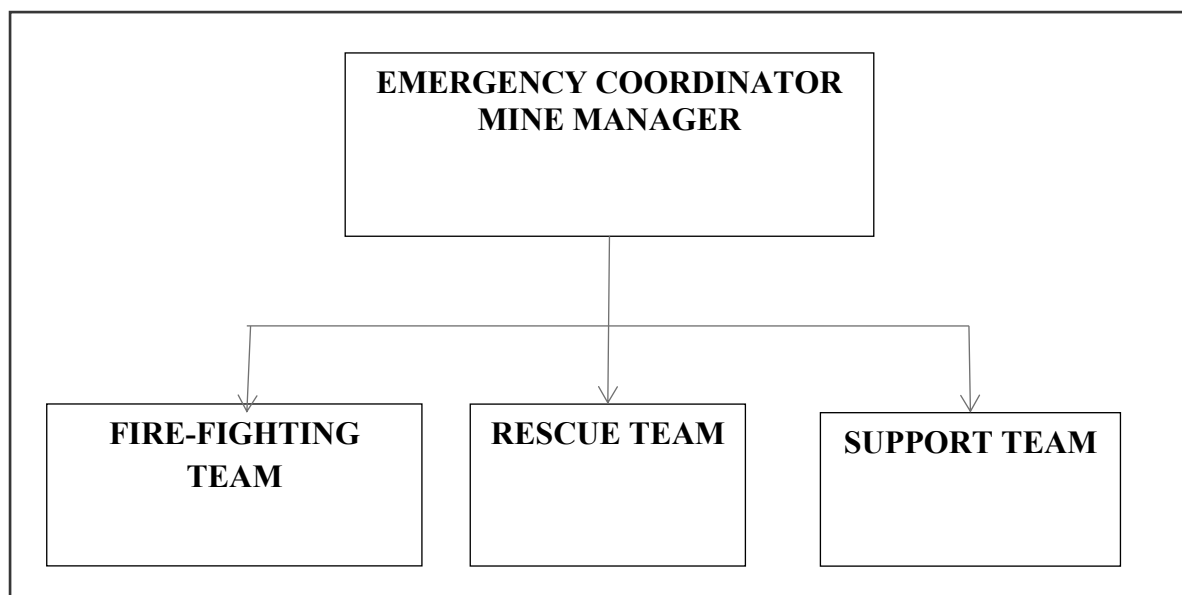 EMERGENCY COORDINATOR
MINE MANAGER
FIRE-FIGHTING
TEAM
RESCUE TEAM
SUPPORT TEAM